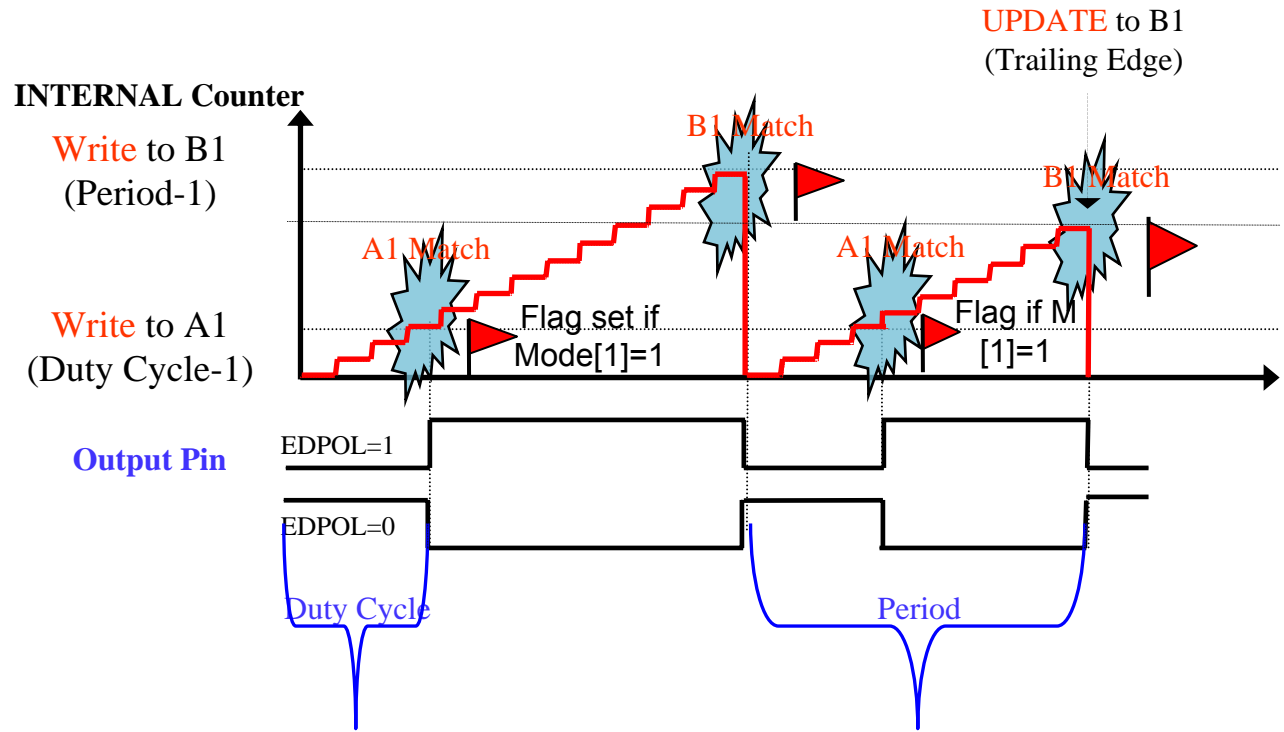 UPDATE to B1
(Trailing Edge)
INTERNAL Counter
Write to B1
(Period-1)
B1 Match
B1 Match
A1 Match
A1 Match
Write to A1
(Duty Cycle-1)
Flag set if
Mode[1]=1
Flag if M
[1]=1
Output Pin
EDPOL=1
EDPOL=0
Duty Cycle
Period